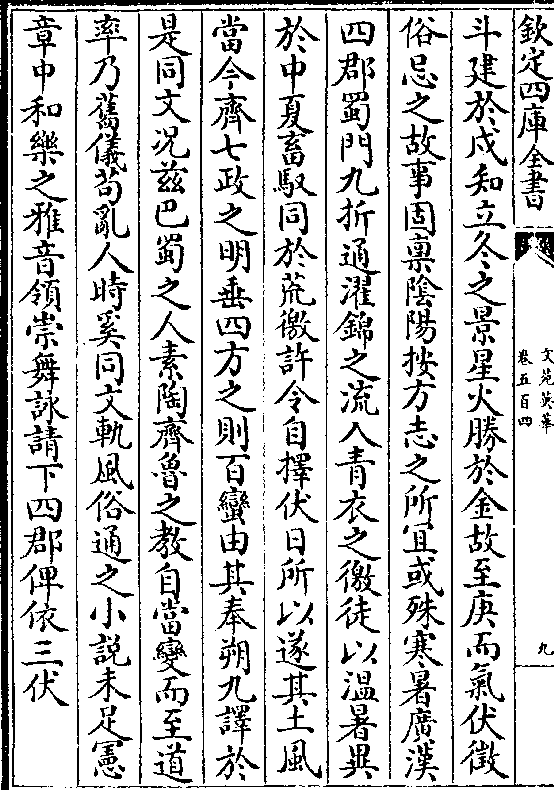 欽定四庫全書
文苑英華
卷五百四
九
斗建於戍知立冬之景星火勝於金故至庚而氣伏徵
俗忌之故事固禀陰陽按方志之所宜或殊寒暑廣漢
四郡蜀門九折通濯錦之流人青衣之徼徒以温暑異
於中夏畜馭同於荒徼許令自擇伏日所以遂其土風
當今齊七政之明垂四方之則百蠻由其奉朔九譯於
是同文况兹巴蜀之人素陶齊魯之教自當變而至道
率乃舊儀苟亂人時奚同文軌風俗通之小説未足憲
章中和樂之雅音領崇舞詠請下四郡俾依三伏